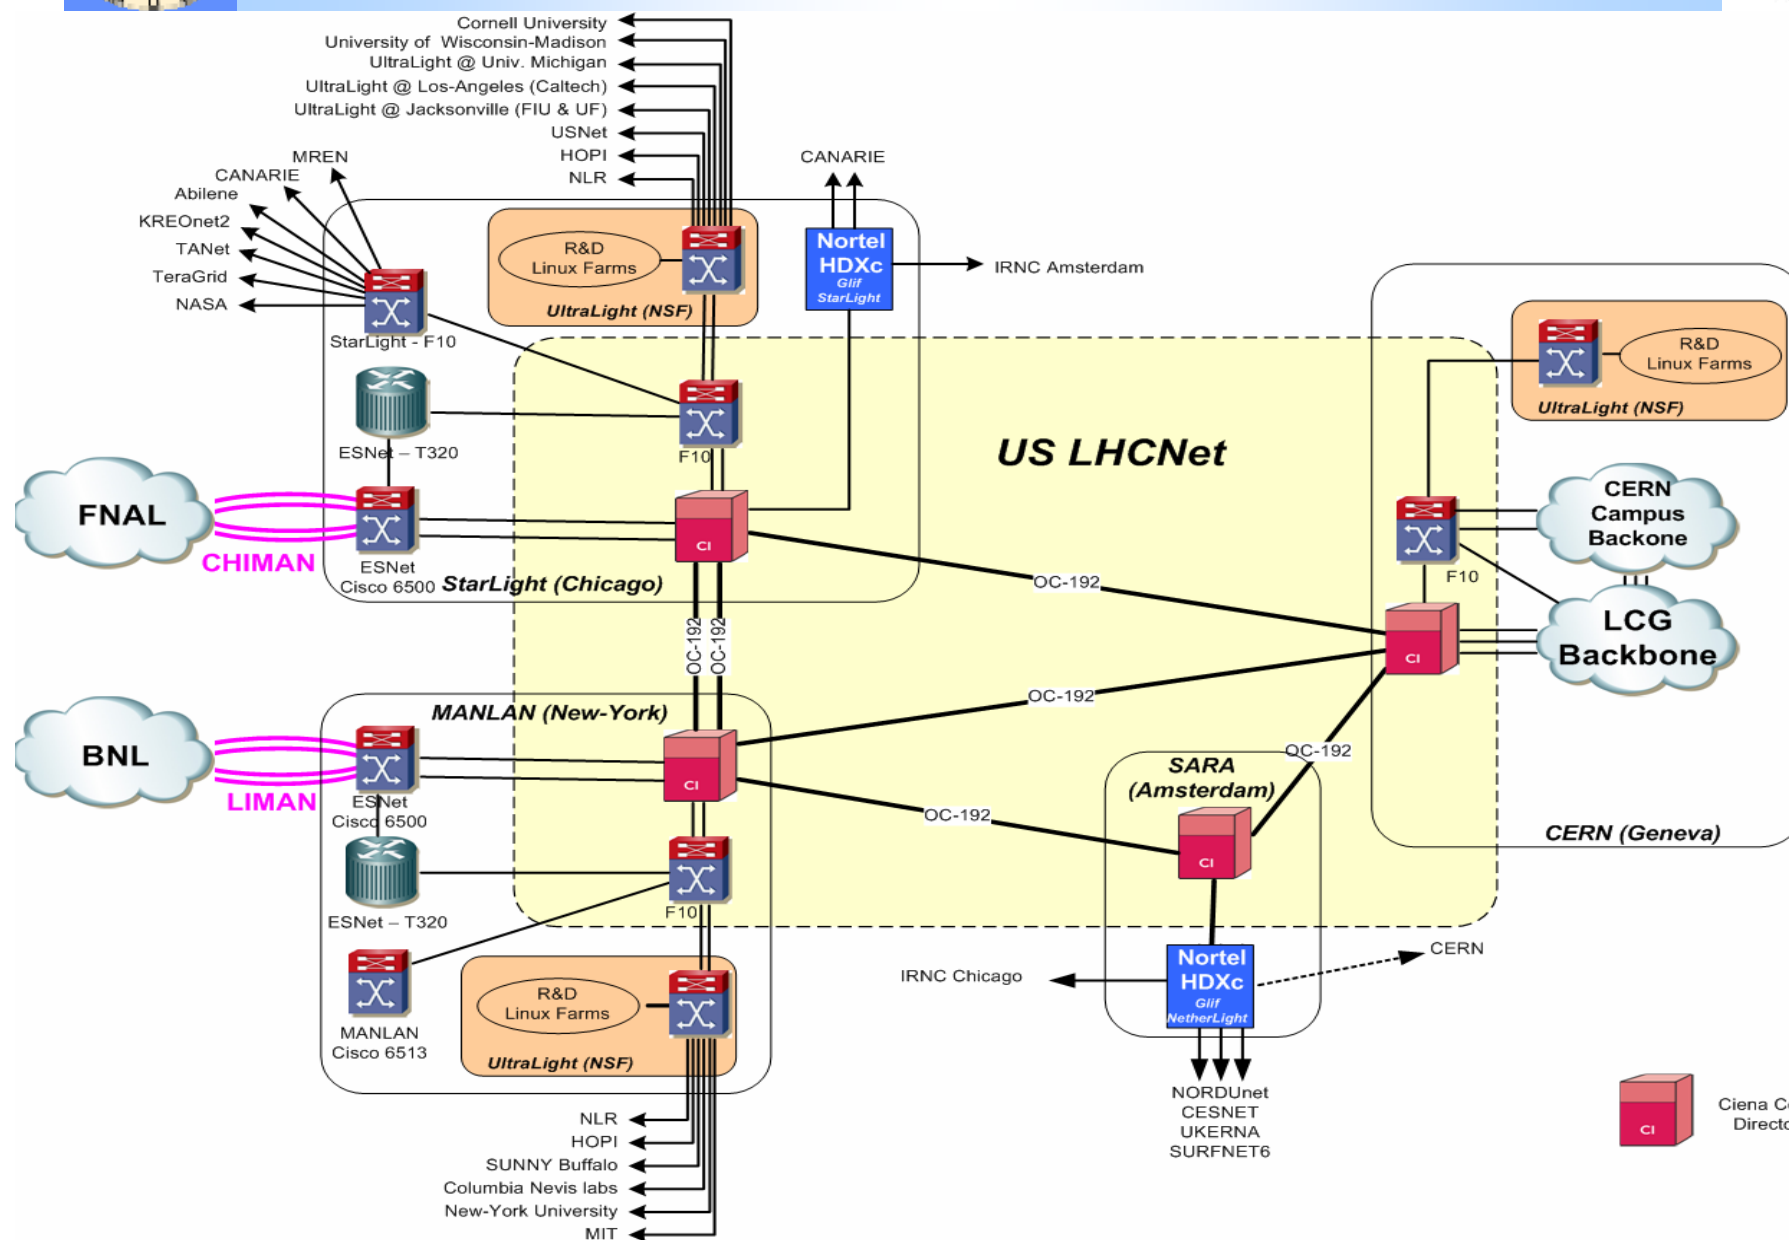 Cornell University
University of Wisconsin-Madison
UltraLight @ Univ. Michigan
UltraLight @ Los-Angeles (Caltech)
UltraLight @ Jacksonville (FIU & UF)
USNet
HOPI
NLR
MREN
CANARIE
Abilene
KREOnet2
TANet
TeraGrid
NASA
CANARIE
R&D
Linux Farms
UltraLight (NSF)
Nortel
HDXc
Glif
StarLight
IRNC Amsterdam
StarLight - F10
ESNet – T320
F10
US LHCNet
R&D
Linux Farms
UltraLight (NSF)
FNAL
CHIMAN
ESNet
Cisco 6500
StarLight (Chicago)
CI
OC-192
OC-192
OC-192
F10
CERN
Campus
Backone
LCG
Backbone
CI
OC-192
OC-192
CERN (Geneva)
MANLAN (New-York)
BNL
LIMAN
ESNet
Cisco 6500
CI
OC-192
SARA
(Amsterdam)
CI
ESNet – T320
F10
MANLAN
Cisco 6513
R&D
Linux Farms
UltraLight (NSF)
IRNC Chicago
Nortel
HDXc
Glif
NetherLight
CERN
NORDUnet
CESNET
UKERNA
SURFNET6
NLR
HOPI
SUNNY Buffalo
Columbia Nevis labs
New-York University
MIT
CI
Ciena